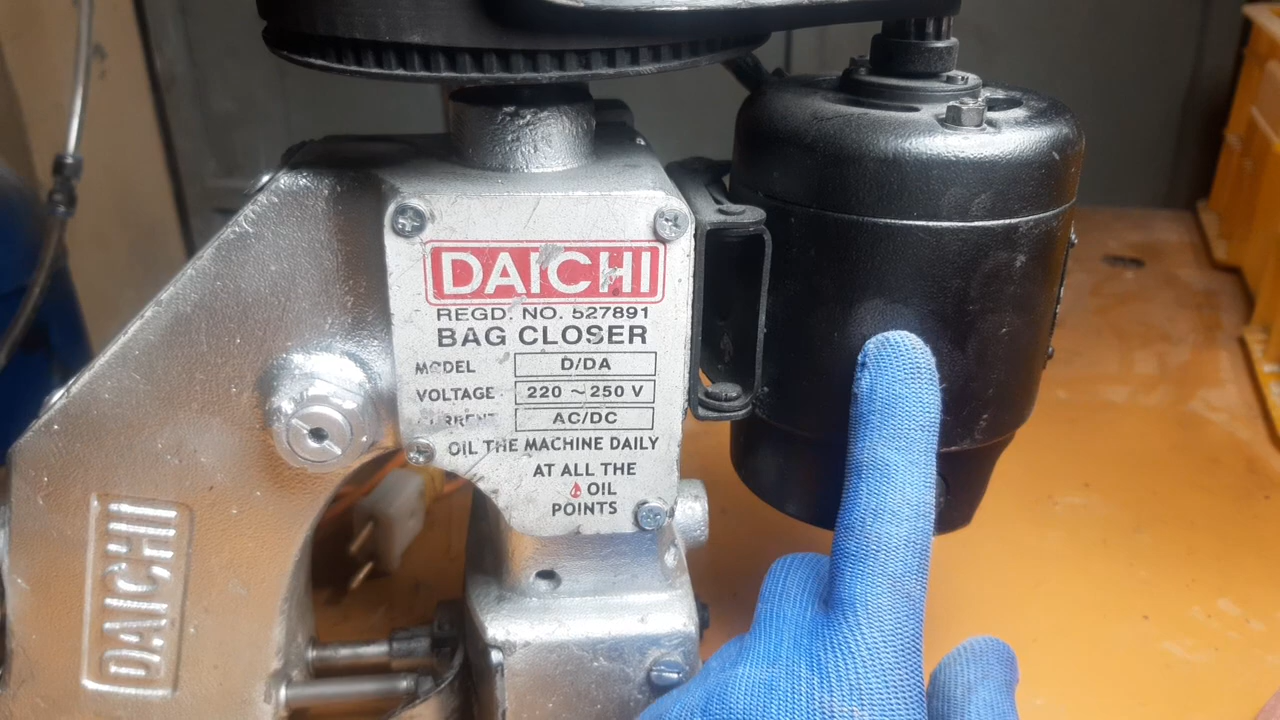 DAICHI
REGD. NO. 527891
BAG CLOSER
MODEL D/DA
VOLTAGE 220 ~ 250 V
CURRENT AC/DC
OIL THE MACHINE DAILY
AT ALL THE
OIL
POINTS
DAICHI